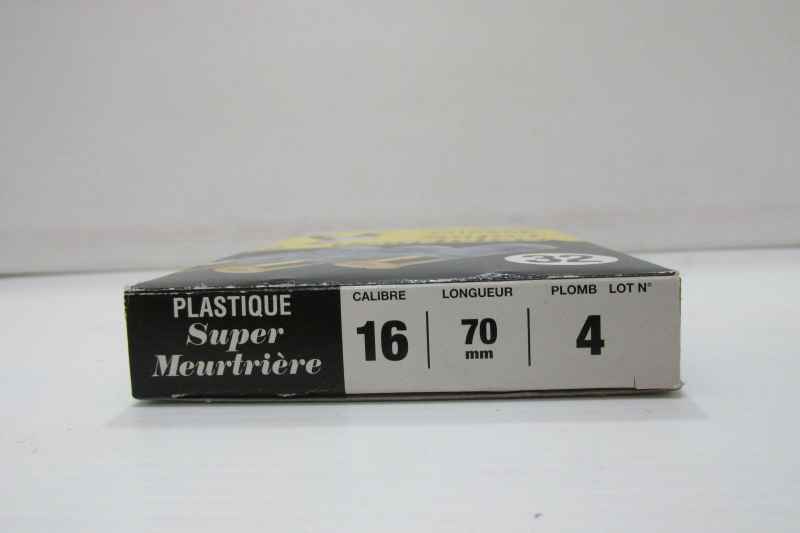 PLASTIQUE
Super
Meurtrière
CALIBRE LONGUEUR PLOMB LOT N°
16 70 4
mm
32